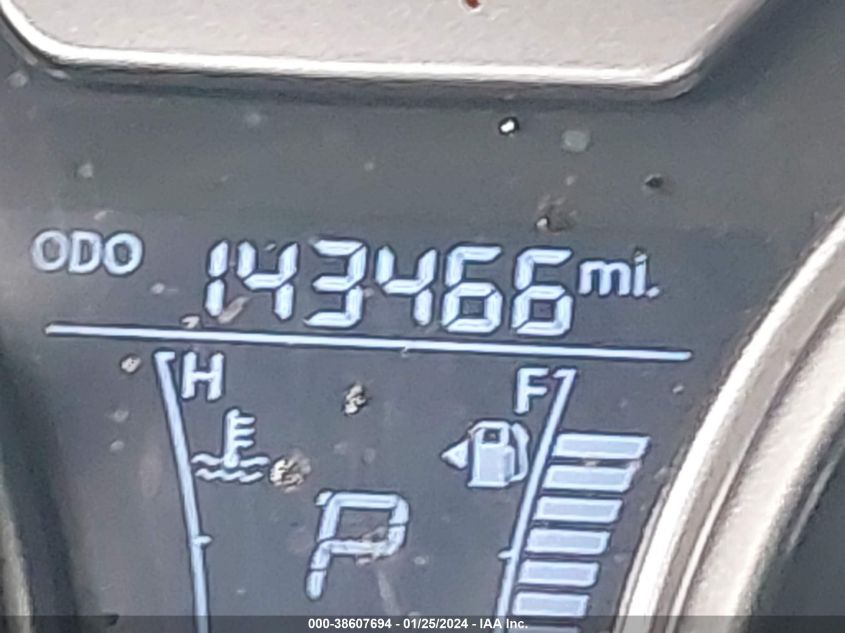 ODO 143466 mi.
H F
P
000-38607694 - 01/25/2024 - IAA Inc.